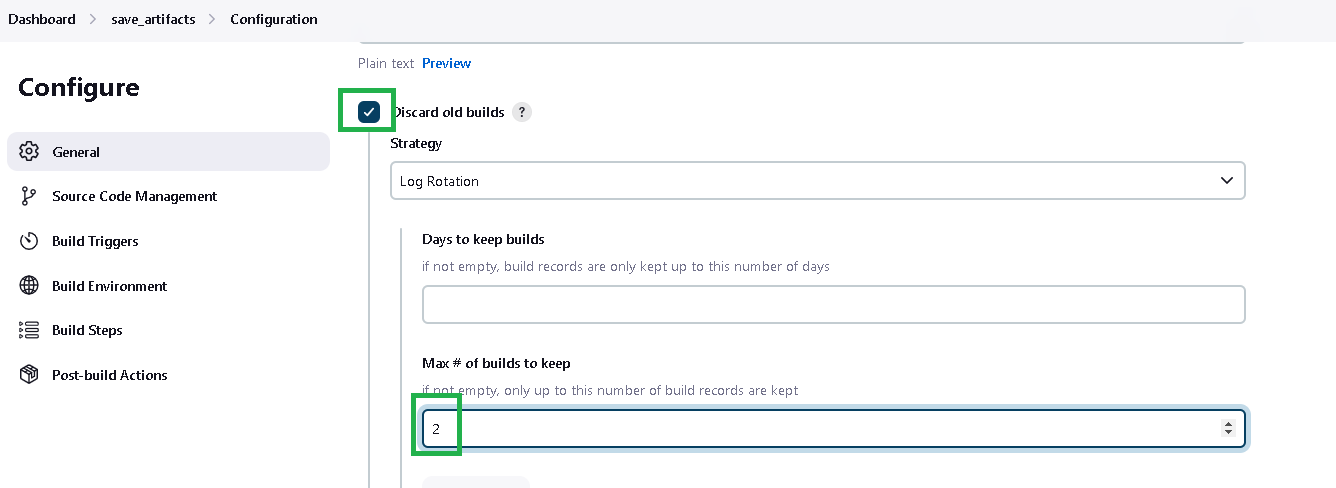 Dashboard > save_artifacts > Configuration
Configure
General
Source Code Management
Build Triggers
Build Environment
Build Steps
Post-build Actions
Plain text Preview
Discard old builds ?
Strategy
Log Rotation
Days to keep builds
if not empty, build records are only kept up to this number of days
Max # of builds to keep
if not empty, only up to this number of build records are kept
2